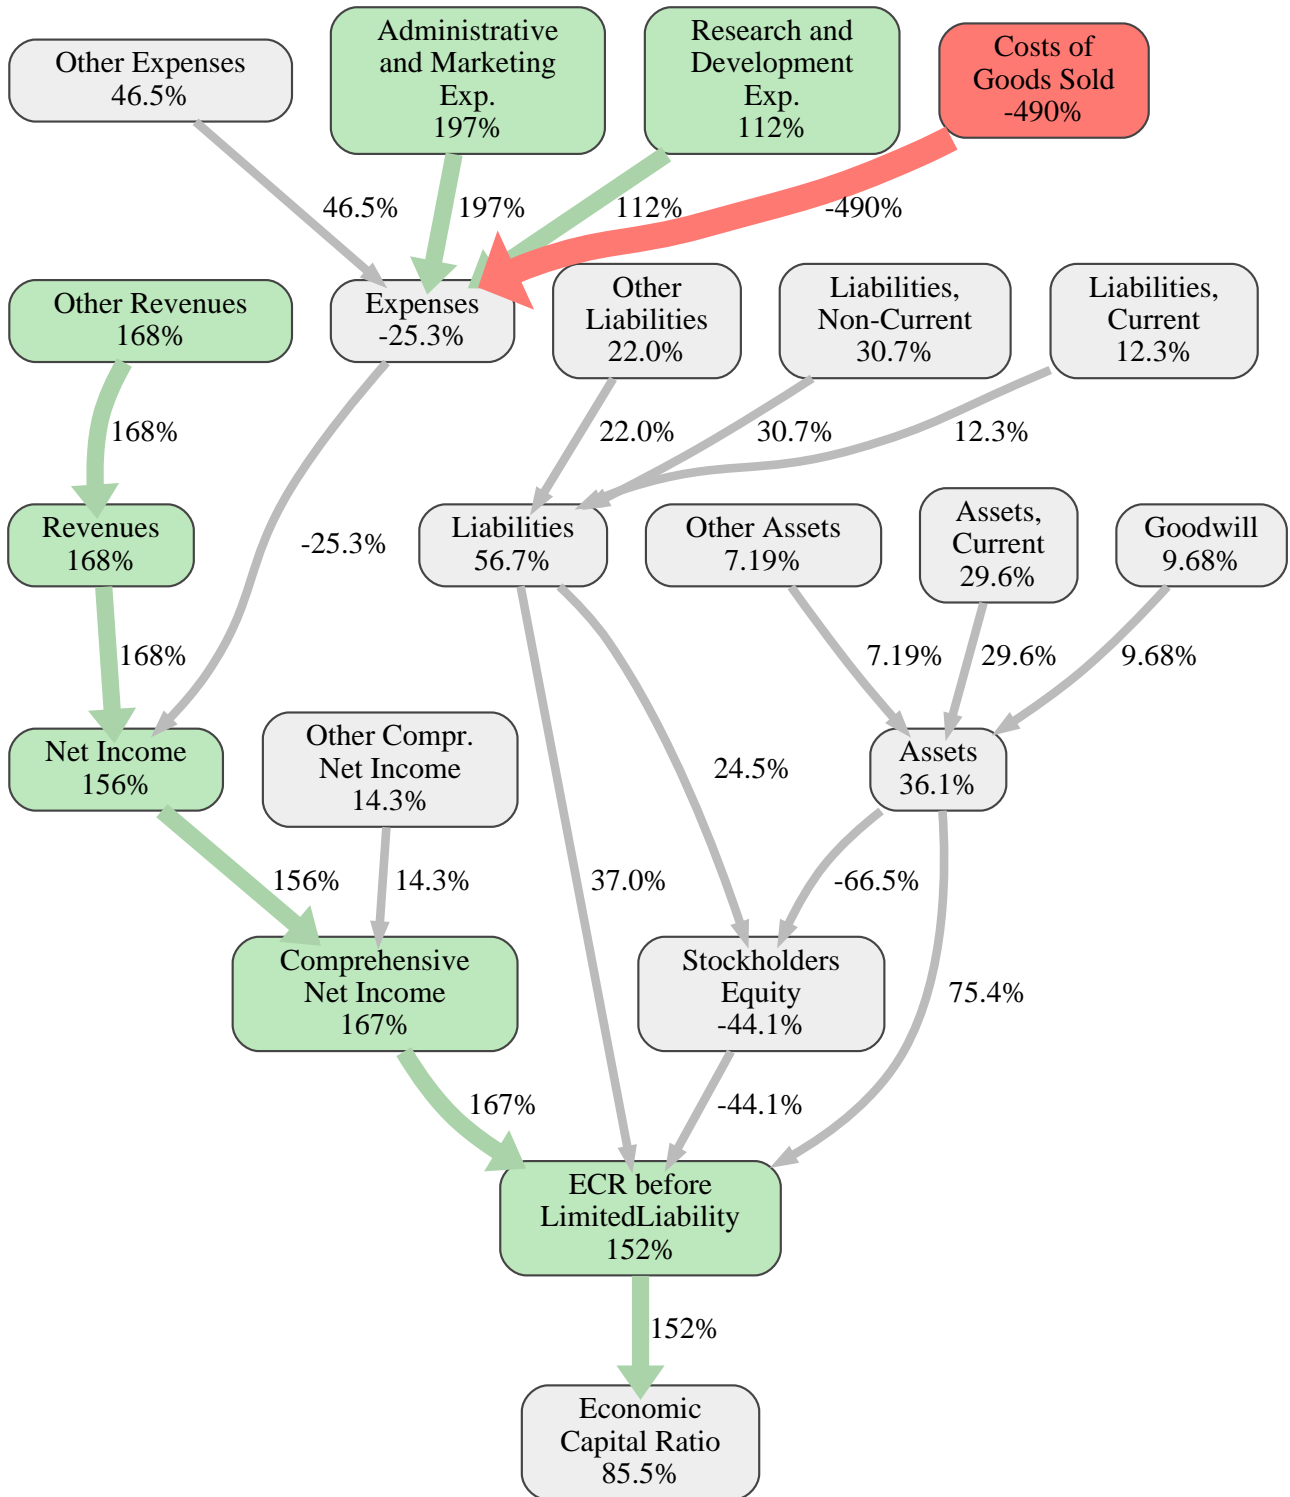 Other Expenses
46.5%
Administrative
and Marketing
Exp.
197%
Research and
Development
Exp.
112%
Costs of
Goods Sold
-490%
46.5%
197%
112%
-490%
Other Revenues
168%
Expenses
-25.3%
Other
Liabilities
22.0%
Liabilities,
Non-Current
30.7%
Liabilities,
Current
12.3%
168%
22.0%
30.7%
12.3%
Revenues
168%
-25.3%
Liabilities
56.7%
Other Assets
7.19%
Assets,
Current
29.6%
Goodwill
9.68%
168%
7.19%
29.6%
9.68%
Net Income
156%
Other Compr.
Net Income
14.3%
24.5%
Assets
36.1%
156%
14.3%
37.0%
-66.5%
Comprehensive
Net Income
167%
Stockholders
Equity
-44.1%
75.4%
167%
-44.1%
ECR before
LimitedLiability
152%
152%
Economic
Capital Ratio
85.5%